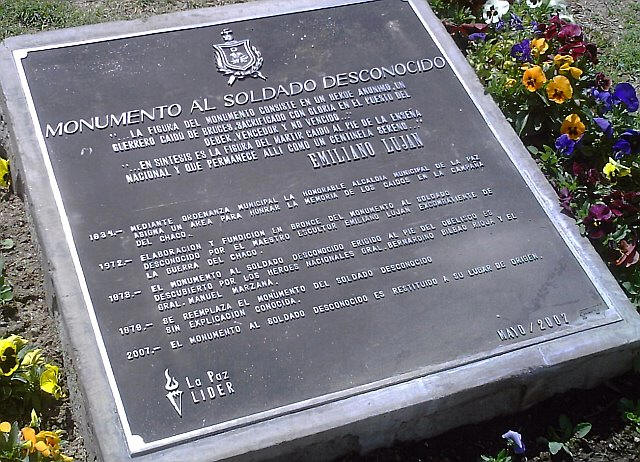 MONUMENTO AL SOLDADO DESCONOCIDO
"...LA FIGURA DEL MONUMENTO CONSISTE EN UN HEROE ANONIMO, UN
GUERRERO CAIDO DE BRUCES SACRIFICADO CON GLORIA EN EL PUESTO DEL
DEBER, VENCEDOR Y NO VENCIDO.
"...EN SINTESIS ES LA FIGURA DEL MARTIR CAIDO AL PIE DE LA ENSEÑA
NACIONAL Y QUE PERMANECE ALLI COMO UN CENTINELA SERENO...
EMILIANO LUJAN
1934.- MEDIANTE ORDENANZA MUNICIPAL LA HONORABLE ALCALDIA MUNICIPAL DE LA PAZ
ASIGNA UN AREA PARA HONRAR LA MEMORIA DE LOS CAIDOS EN LA CAMPAÑA
DEL CHACO.
1972.- ELABORACION Y FUNDICION EN BRONCE DEL MONUMENTO AL SOLDADO
DESCONOCIDO POR EL MAESTRO ESCULTOR EMILIANO LUJAN EXCOMBATIENTE DE
LA GUERRA DEL CHACO.
1978.- EL MONUMENTO AL SOLDADO DESCONOCIDO ERIGIDO AL PIE DEL OBELISCO ES
DESCUBIERTO POR LOS HEROES NACIONALES GRAL. BERNARDINO BILBAO RIOJA Y EL
GRAL. MANUEL MARZANA.
1979.- SE REEMPLAZA EL MONUMENTO DEL SOLDADO DESCONOCIDO
SIN EXPLICACION CONOCIDA.
2007.- EL MONUMENTO AL SOLDADO DESCONOCIDO ES RESTITUIDO A SU LUGAR DE ORIGEN.
MAYO/2007
La Paz
LIDER